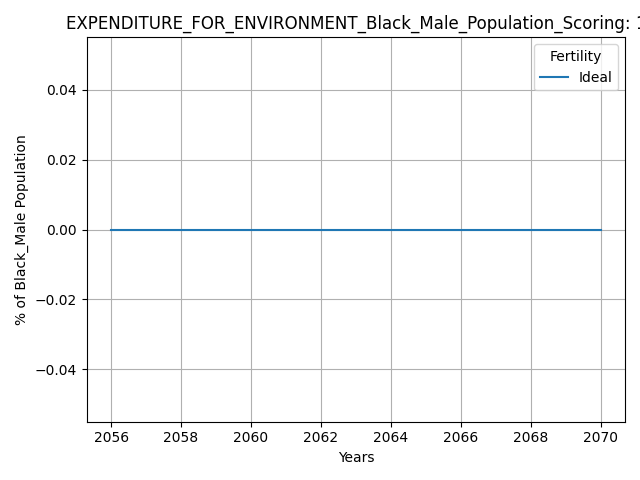 EXPENDITURE_FOR_ENVIRONMENT_Black_Male_Population_Scoring: 1
Fertility
Ideal
0.04
0.02
0.00
−0.02
−0.04
% of Black_Male Population
2056 2058 2060 2062 2064 2066 2068 2070
Years